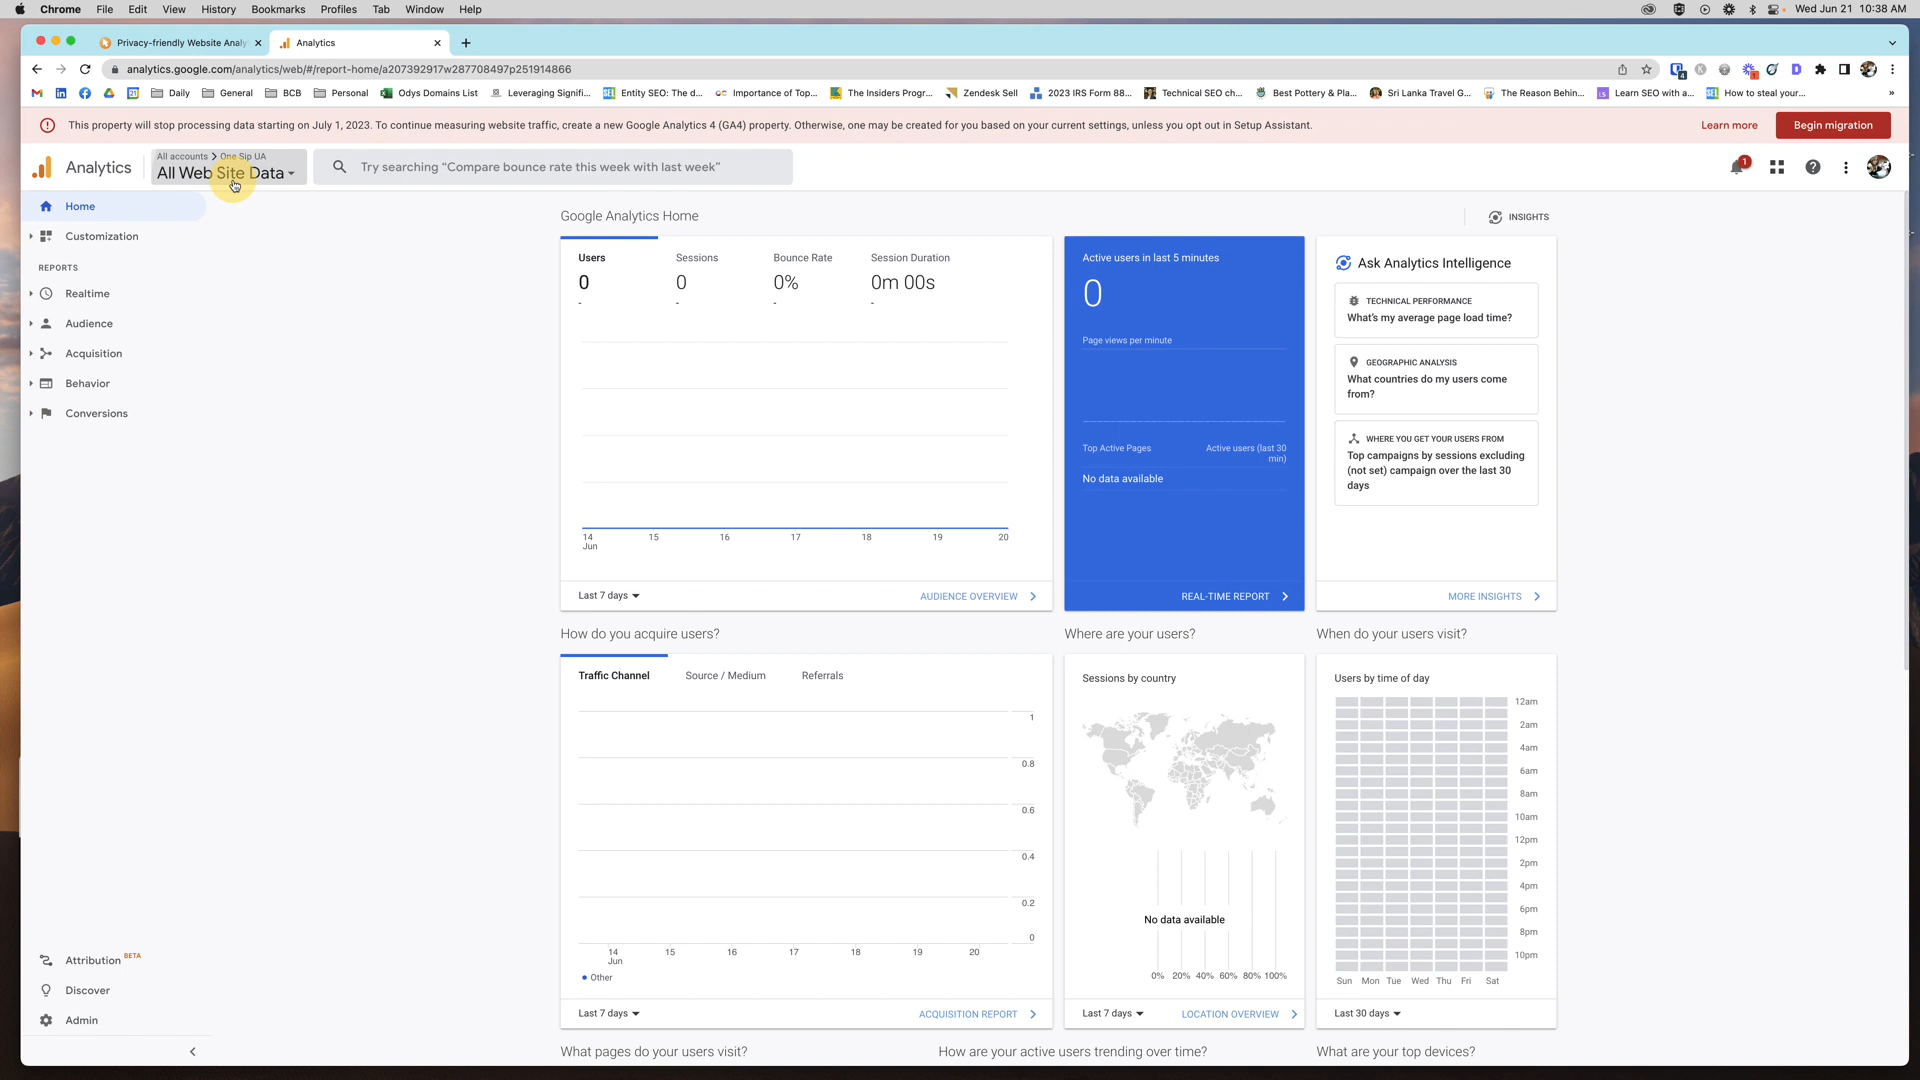 Chrome File Edit View History Bookmarks Profiles Tab Window Help
Wed Jun 21 10:38 AM
Privacy-friendly Website Analy
Analytics
analytics.google.com/analytics/web/#/report-home/a207392917w287708497p251914866
Daily General BCB Personal Odys Domains List Leveraging Signifi... Entity SEO: The d... Importance of Top... The Insiders Progr... Zendesk Sell 2023 IRS Form 88... Technical SEO ch... Best Pottery & Pla... Sri Lanka Travel G... The Reason Behin... Learn SEO with a... How to steal your... »
This property will stop processing data starting on July 1, 2023. To continue measuring website traffic, create a new Google Analytics 4 (GA4) property. Otherwise, one may be created for you based on your current settings, unless you opt out in Setup Assistant.
Learn more
Begin migration
Analytics
All accounts > One Sip UA
All Web Site Data
Try searching “Compare bounce rate this week with last week”
1
Home
Customization
REPORTS
Realtime
Audience
Acquisition
Behavior
Conversions
Attribution BETA
Discover
Admin
Google Analytics Home
INSIGHTS
Users Sessions Bounce Rate Session Duration
0 0 0% 0m 00s
- - - -
14 15 16 17 18 19 20
Jun
Last 7 days
AUDIENCE OVERVIEW
Active users in last 5 minutes
0
Page views per minute
Top Active Pages
Active users (last 30
min)
No data available
REAL-TIME REPORT
Ask Analytics Intelligence
TECHNICAL PERFORMANCE
What's my average page load time?
GEOGRAPHIC ANALYSIS
What countries do my users come
from?
WHERE YOU GET YOUR USERS FROM
Top campaigns by sessions excluding
(not set) campaign over the last 30
days
MORE INSIGHTS
How do you acquire users?
Traffic Channel Source / Medium Referrals
1
0.8
0.6
0.4
0.2
0
14 15 16 17 18 19 20
Jun
Other
Last 7 days
ACQUISITION REPORT
Where are your users?
Sessions by country
No data available
0% 20% 40% 60% 80% 100%
Last 7 days
LOCATION OVERVIEW
When do your users visit?
Users by time of day
12am
2am
4am
6am
8am
10am
12pm
2pm
4pm
6pm
8pm
10pm
Sun Mon Tue Wed Thu Fri Sat
Last 30 days
What pages do your users visit?
How are your active users trending over time?
What are your top devices?